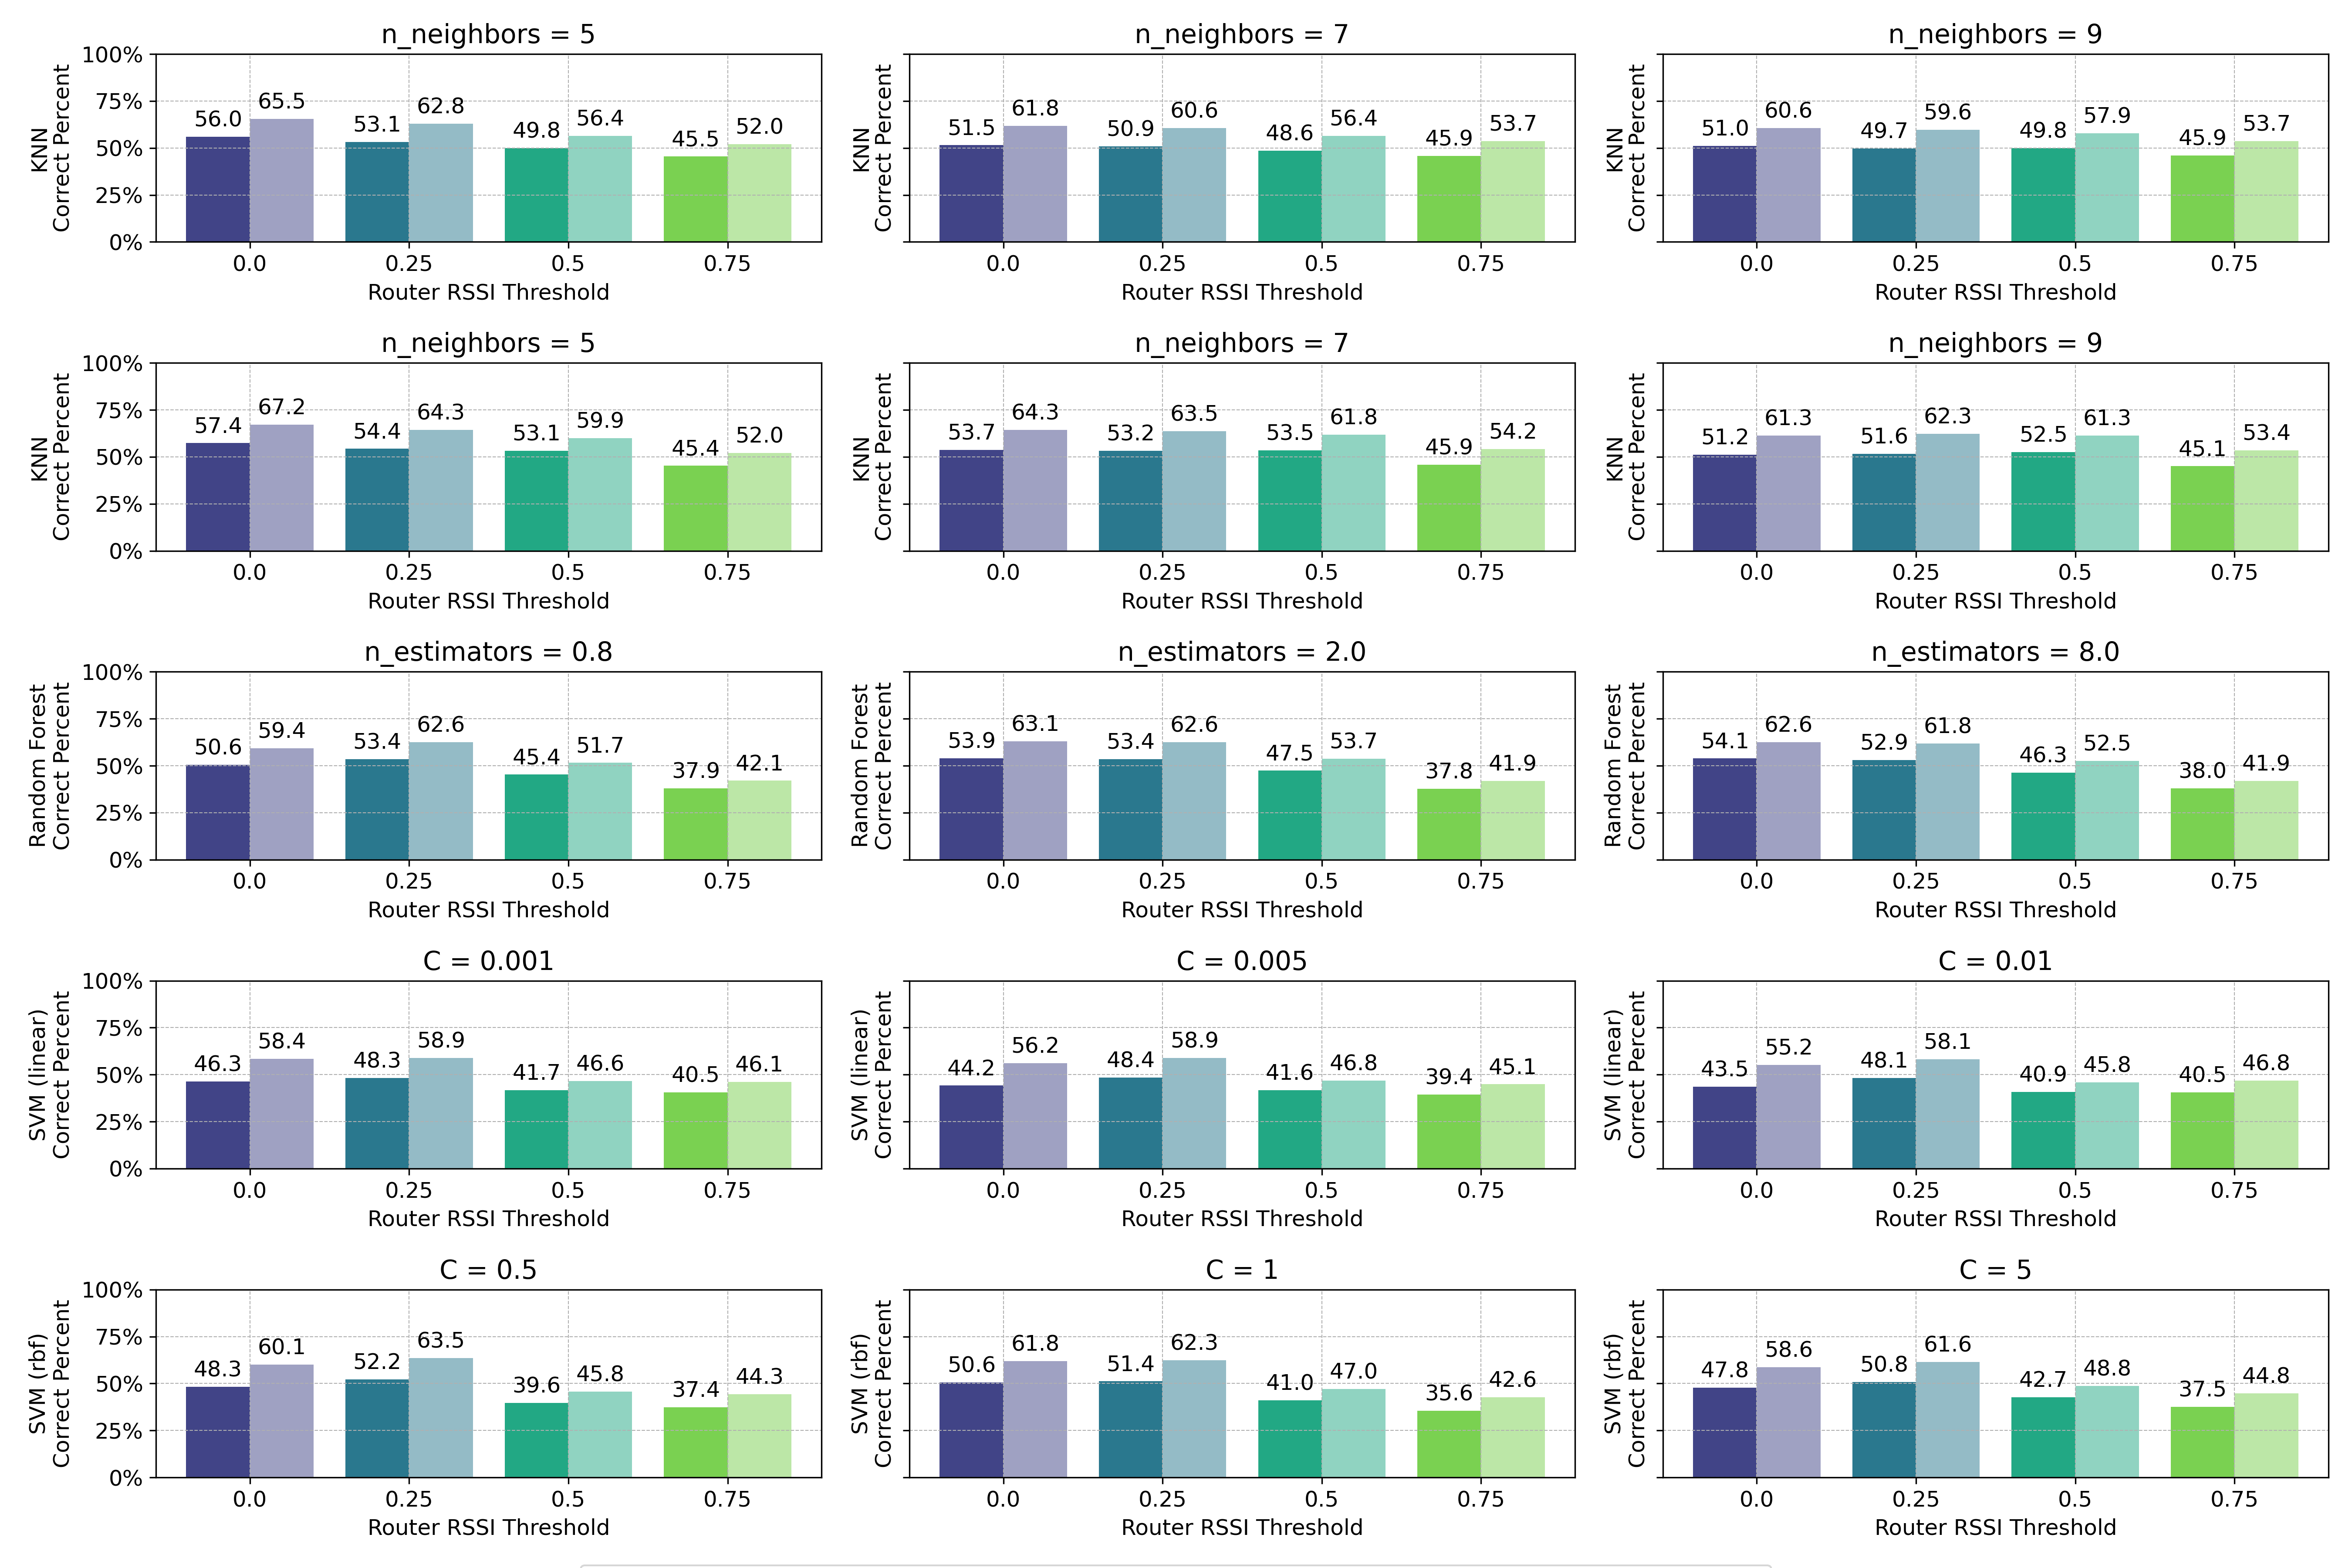 n_neighbors = 5
100%
75%
50%
25%
0%
KNN
Correct Percent
56.0 65.5 53.1 62.8 49.8 56.4 45.5 52.0
0.0 0.25 0.5 0.75
Router RSSI Threshold
n_neighbors = 7
KNN
Correct Percent
51.5 61.8 50.9 60.6 48.6 56.4 45.9 53.7
0.0 0.25 0.5 0.75
Router RSSI Threshold
n_neighbors = 9
KNN
Correct Percent
51.0 60.6 49.7 59.6 49.8 57.9 45.9 53.7
0.0 0.25 0.5 0.75
Router RSSI Threshold
n_neighbors = 5
100%
75%
50%
25%
0%
KNN
Correct Percent
57.4 67.2 54.4 64.3 53.1 59.9 45.4 52.0
0.0 0.25 0.5 0.75
Router RSSI Threshold
n_neighbors = 7
KNN
Correct Percent
53.7 64.3 53.2 63.5 53.5 61.8 45.9 54.2
0.0 0.25 0.5 0.75
Router RSSI Threshold
n_neighbors = 9
KNN
Correct Percent
51.2 61.3 51.6 62.3 52.5 61.3 45.1 53.4
0.0 0.25 0.5 0.75
Router RSSI Threshold
n_estimators = 0.8
100%
75%
50%
25%
0%
Random Forest
Correct Percent
50.6 59.4 53.4 62.6 45.4 51.7 37.9 42.1
0.0 0.25 0.5 0.75
Router RSSI Threshold
n_estimators = 2.0
Random Forest
Correct Percent
53.9 63.1 53.4 62.6 47.5 53.7 37.8 41.9
0.0 0.25 0.5 0.75
Router RSSI Threshold
n_estimators = 8.0
Random Forest
Correct Percent
54.1 62.6 52.9 61.8 46.3 52.5 38.0 41.9
0.0 0.25 0.5 0.75
Router RSSI Threshold
C = 0.001
100%
75%
50%
25%
0%
SVM (linear)
Correct Percent
46.3 58.4 48.3 58.9 41.7 46.6 40.5 46.1
0.0 0.25 0.5 0.75
Router RSSI Threshold
C = 0.005
SVM (linear)
Correct Percent
44.2 56.2 48.4 58.9 41.6 46.8 39.4 45.1
0.0 0.25 0.5 0.75
Router RSSI Threshold
C = 0.01
SVM (linear)
Correct Percent
43.5 55.2 48.1 58.1 40.9 45.8 40.5 46.8
0.0 0.25 0.5 0.75
Router RSSI Threshold
C = 0.5
100%
75%
50%
25%
0%
SVM (rbf)
Correct Percent
48.3 60.1 52.2 63.5 39.6 45.8 37.4 44.3
0.0 0.25 0.5 0.75
Router RSSI Threshold
C = 1
SVM (rbf)
Correct Percent
50.6 61.8 51.4 62.3 41.0 47.0 35.6 42.6
0.0 0.25 0.5 0.75
Router RSSI Threshold
C = 5
SVM (rbf)
Correct Percent
47.8 58.6 50.8 61.6 42.7 48.8 37.5 44.8
0.0 0.25 0.5 0.75
Router RSSI Threshold